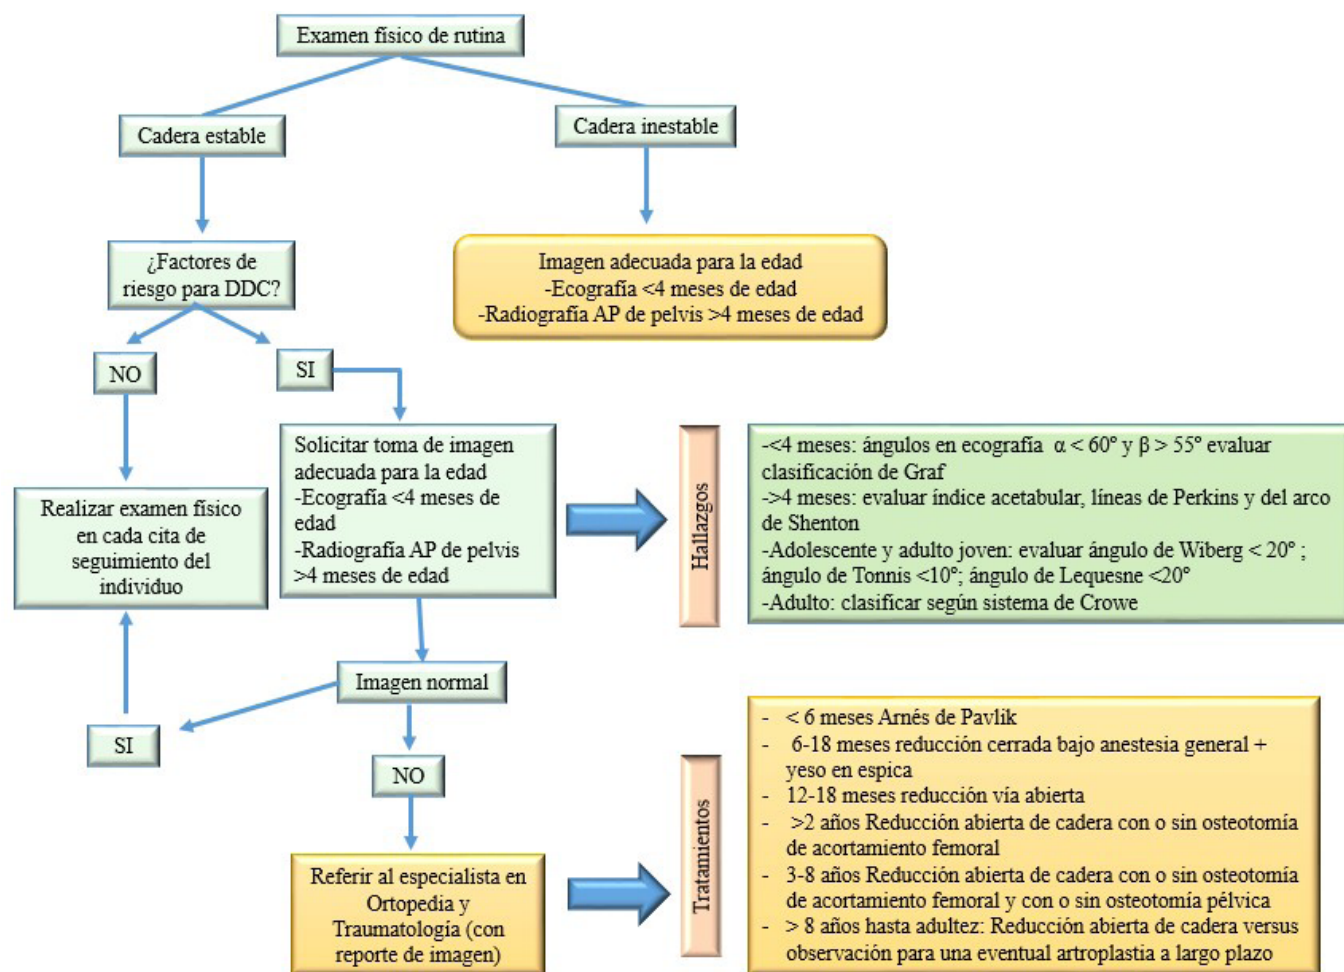 Examen físico de rutina
Cadera estable
Cadera inestable
¿Factores de
riesgo para DDC?
Imagen adecuada para la edad
-Ecografía <4 meses de edad
-Radiografía AP de pelvis >4 meses de edad
NO
SI
Solicitar toma de imagen
adecuada para la edad
-Ecografía <4 meses de
edad
-Radiografía AP de pelvis
>4 meses de edad
Realizar examen físico
en cada cita de
seguimiento del
individuo
Hallazgos
-<4 meses: ángulos en ecografía α < 60º y β > 55º evaluar
clasificación de Graf
->4 meses: evaluar índice acetabular, líneas de Perkins y del arco
de Shenton
-Adolescente y adulto joven: evaluar ángulo de Wiberg < 20º ;
ángulo de Tonnis <10º; ángulo de Lequesne <20º
-Adulto: clasificar según sistema de Crowe
Imagen normal
SI
NO
Referir al especialista en
Ortopedia y
Traumatología (con
reporte de imagen)
Tratamientos
- < 6 meses Arnés de Pavlik
- 6-18 meses reducción cerrada bajo anestesia general +
yeso en espica
- 12-18 meses reducción vía abierta
- >2 años Reducción abierta de cadera con o sin osteotomía
de acortamiento femoral
- 3-8 años Reducción abierta de cadera con o sin osteotomía
de acortamiento femoral y con o sin osteotomía pélvica
- > 8 años hasta adultez: Reducción abierta de cadera versus
observación para una eventual artroplastia a largo plazo